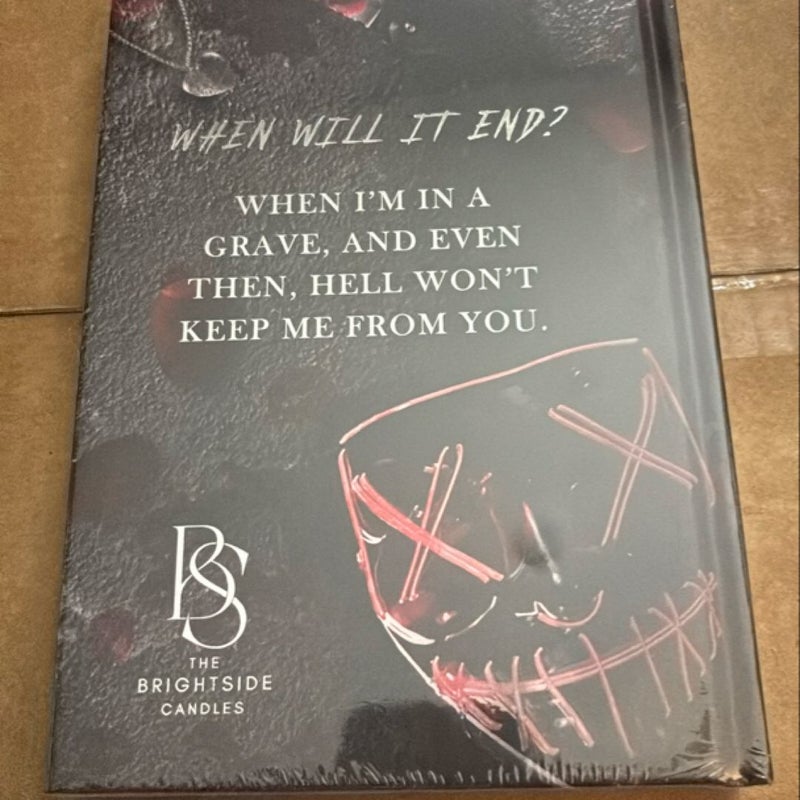 WHEN WILL IT END?
WHEN I'M IN A
GRAVE, AND EVEN
THEN, HELL WON'T
KEEP ME FROM YOU.
BS
THE
BRIGHTSIDE
CANDLES